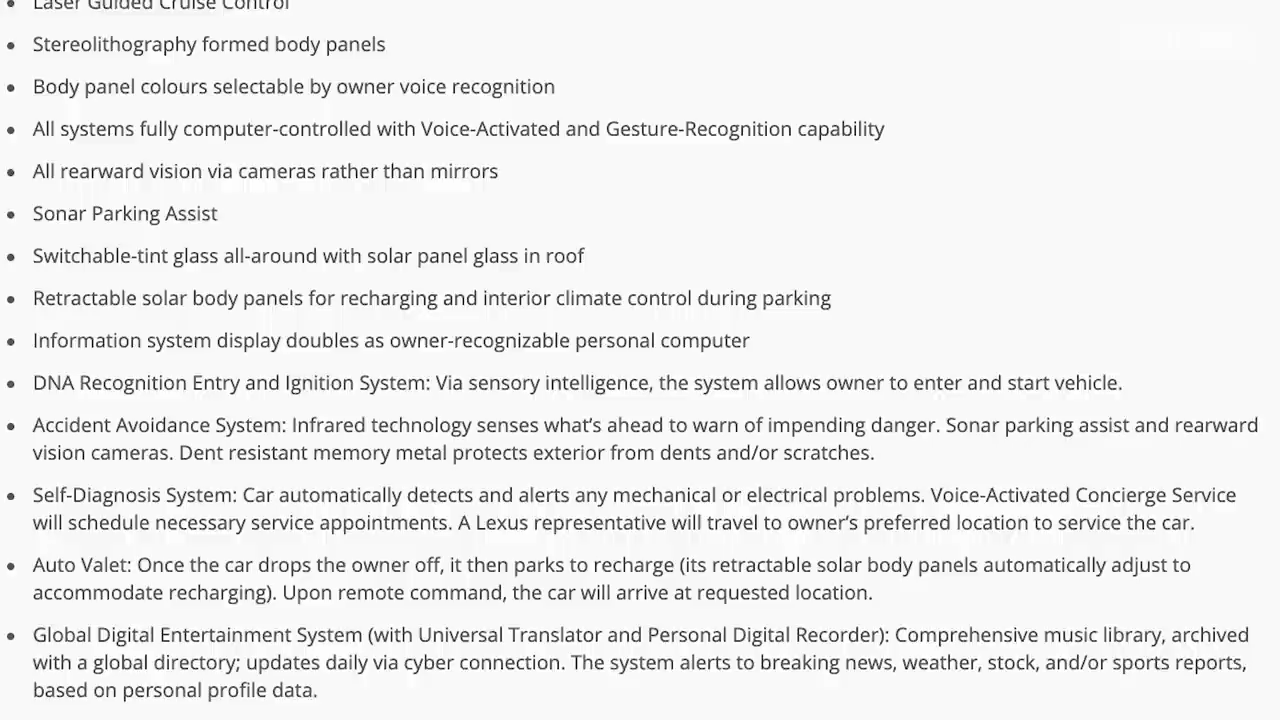 Laser Guided Cruise Control
Stereolithography formed body panels
Body panel colours selectable by owner voice recognition
All systems fully computer-controlled with Voice-Activated and Gesture-Recognition capability
All rearward vision via cameras rather than mirrors
Sonar Parking Assist
Switchable-tint glass all-around with solar panel glass in roof
Retractable solar body panels for recharging and interior climate control during parking
Information system display doubles as owner-recognizable personal computer
DNA Recognition Entry and Ignition System: Via sensory intelligence, the system allows owner to enter and start vehicle.
Accident Avoidance System: Infrared technology senses what’s ahead to warn of impending danger. Sonar parking assist and rearward
vision cameras. Dent resistant memory metal protects exterior from dents and/or scratches.
Self-Diagnosis System: Car automatically detects and alerts any mechanical or electrical problems. Voice-Activated Concierge Service
will schedule necessary service appointments. A Lexus representative will travel to owner’s preferred location to service the car.
Auto Valet: Once the car drops the owner off, it then parks to recharge (its retractable solar body panels automatically adjust to
accommodate recharging). Upon remote command, the car will arrive at requested location.
Global Digital Entertainment System (with Universal Translator and Personal Digital Recorder): Comprehensive music library, archived
with a global directory; updates daily via cyber connection. The system alerts to breaking news, weather, stock, and/or sports reports,
based on personal profile data.